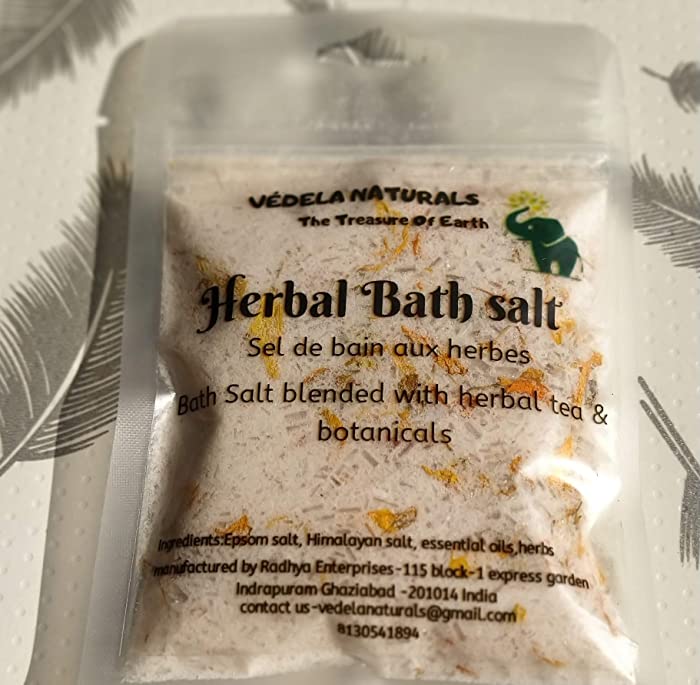 VÉDELA NATURALS
The Treasure Of Earth
Herbal Bath salt
Sel de bain aux herbes
Bath Salt blended with herbal tea &
botanicals
Ingredients:Epsom salt, Himalayan salt, essential oils,herbs
manufactured by Radhya Enterprises-115 block-1 express garden
Indrapuram Ghaziabad -201014 India
contact us-vedelanaturals@gmail.com
8130541894